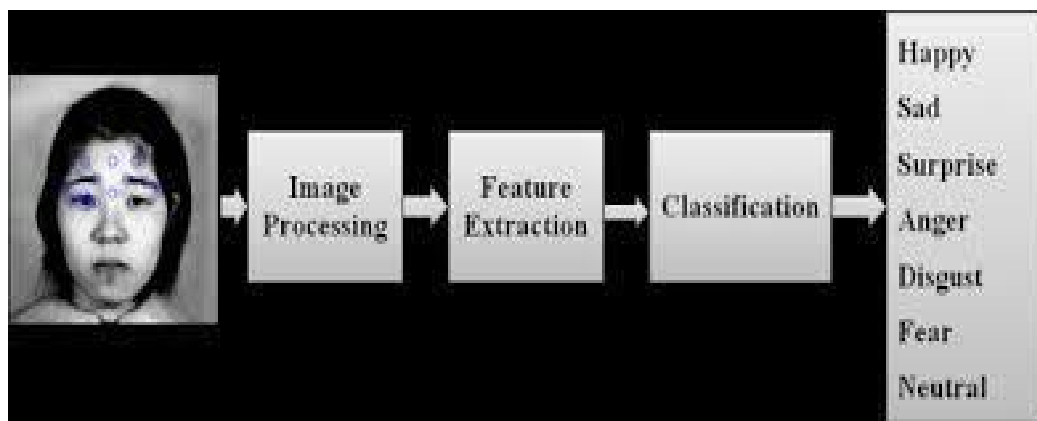 Image
Processing
Feature
Extraction
Classification
Happy
Sad
Surprise
Anger
Disgust
Fear
Neutral